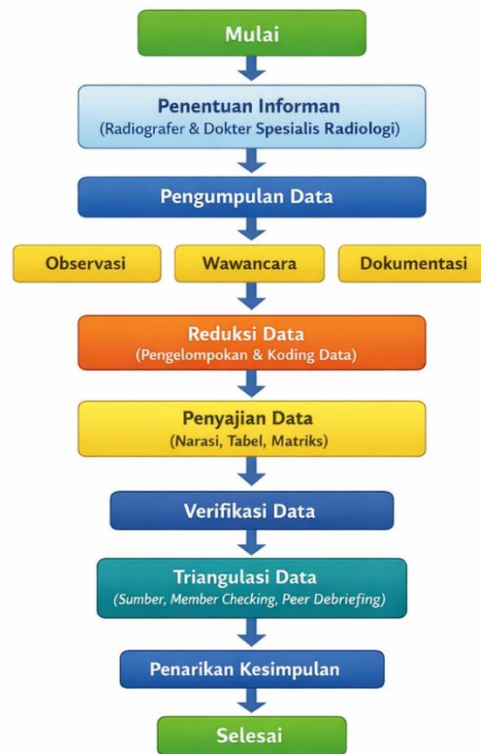 Mulai
Penentuan Informan
(Radiografer & Dokter Spesialis Radiologi)
Pengumpulan Data
Observasi
Wawancara
Dokumentasi
Reduksi Data
(Pengelompokan & Koding Data)
Penyajian Data
(Narasi, Tabel, Matriks)
Verifikasi Data
Triangulasi Data
(Sumber, Member Checking, Peer Debriefing)
Penarikan Kesimpulan
Selesai